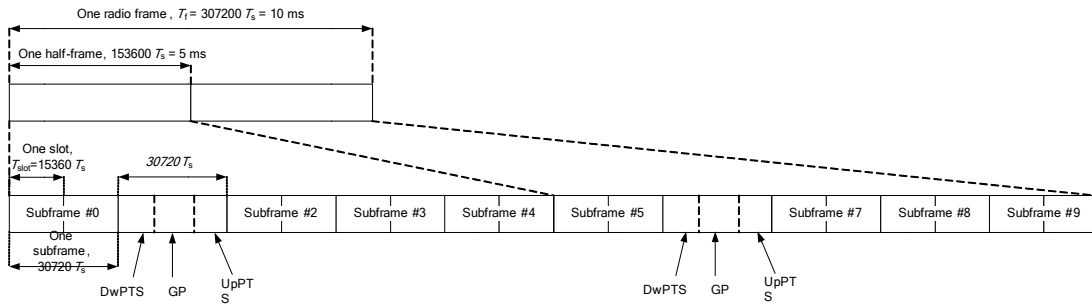 One radio frame, Tf = 307200 Ts = 10 ms
One half-frame, 153600 Ts = 5 ms
One slot,
Tslot=15360 Ts
30720Ts
Subframe #0
Subframe #2
Subframe #3
Subframe #4
Subframe #5
Subframe #7
Subframe #8
Subframe #9
One
subframe,
30720 Ts
DwPTS
GP
UpPT
S
DwPTS
GP
UpPT
S